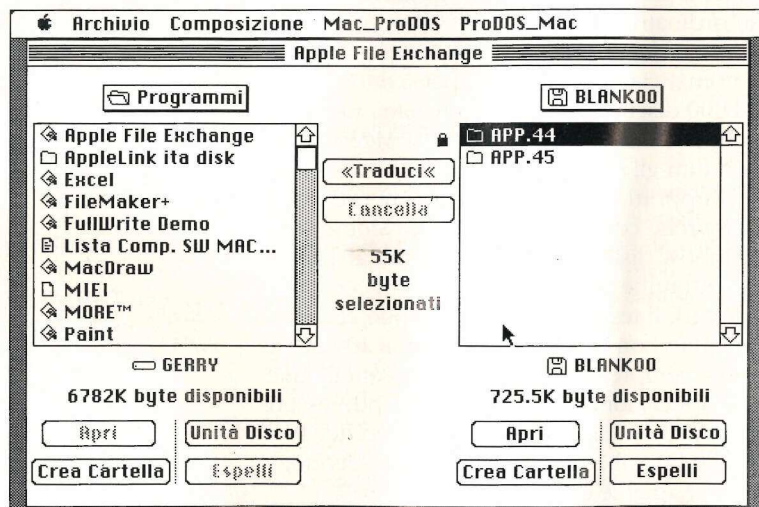 Archivio Composizione Mac_ProDOS ProDOS_Mac
Apple File Exchange
Programmi
Apple File Exchange
AppleLink ita disk
Excel
FileMaker+
FullWrite Demo
Lista Comp. SW MAC...
MacDraw
MIEI
MORE™
Paint
GERRY
6782K byte disponibili
Apri
Unità Disco
Crea Cartella
Espelli
«Traduci«
Cancella
55K
byte
selezionati
BLANK00
APP.44
APP.45
BLANK00
725.5K byte disponibili
Apri
Unità Disco
Crea Cartella
Espelli